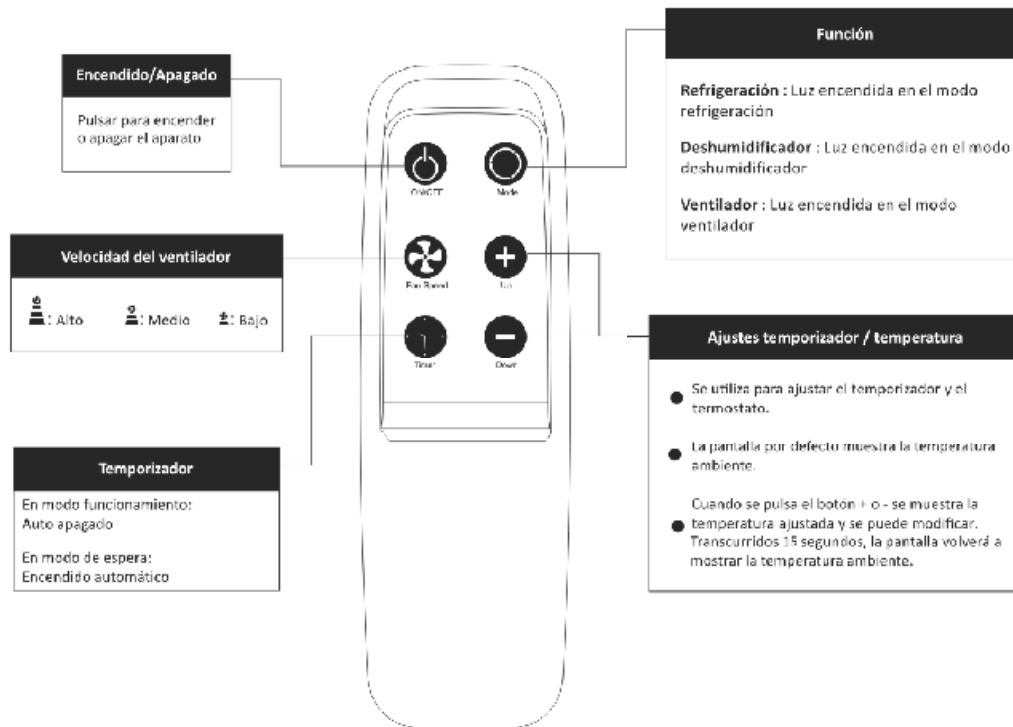 Encendido/Apagado
Pulsar para encender
o apagar el aparato
Función
Refrigeración : Luz encendida en el modo
refrigeración
Deshumidificador : Luz encendida en el modo
deshumidificador
Ventilador : Luz encendida en el modo
ventilador
ON/OFF
Mode
Velocidad del ventilador
: Alto
: Medio
: Bajo
Fan Speed
Up
Timer
Down
Ajustes temporizador / temperatura
Se utiliza para ajustar el temporizador y el
termostato.
La pantalla por defecto muestra la temperatura
ambiente.
Cuando se pulsa el botón + o - se muestra la
temperatura ajustada y se puede modificar.
Transcurridos 15 segundos, la pantalla volverá a
mostrar la temperatura ambiente.
Temporizador
En modo funcionamiento:
Auto apagado
En modo de espera:
Encendido automático